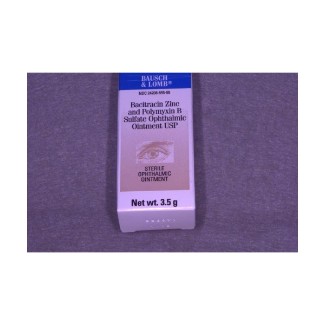 BAUSCH
& LOMB®
Bacitracin Zinc
and Polymyxin B
Sulfate Ophthalmic
Ointment USP
STERILE
OPHTHALMIC
OINTMENT
Net wt. 3.5 g